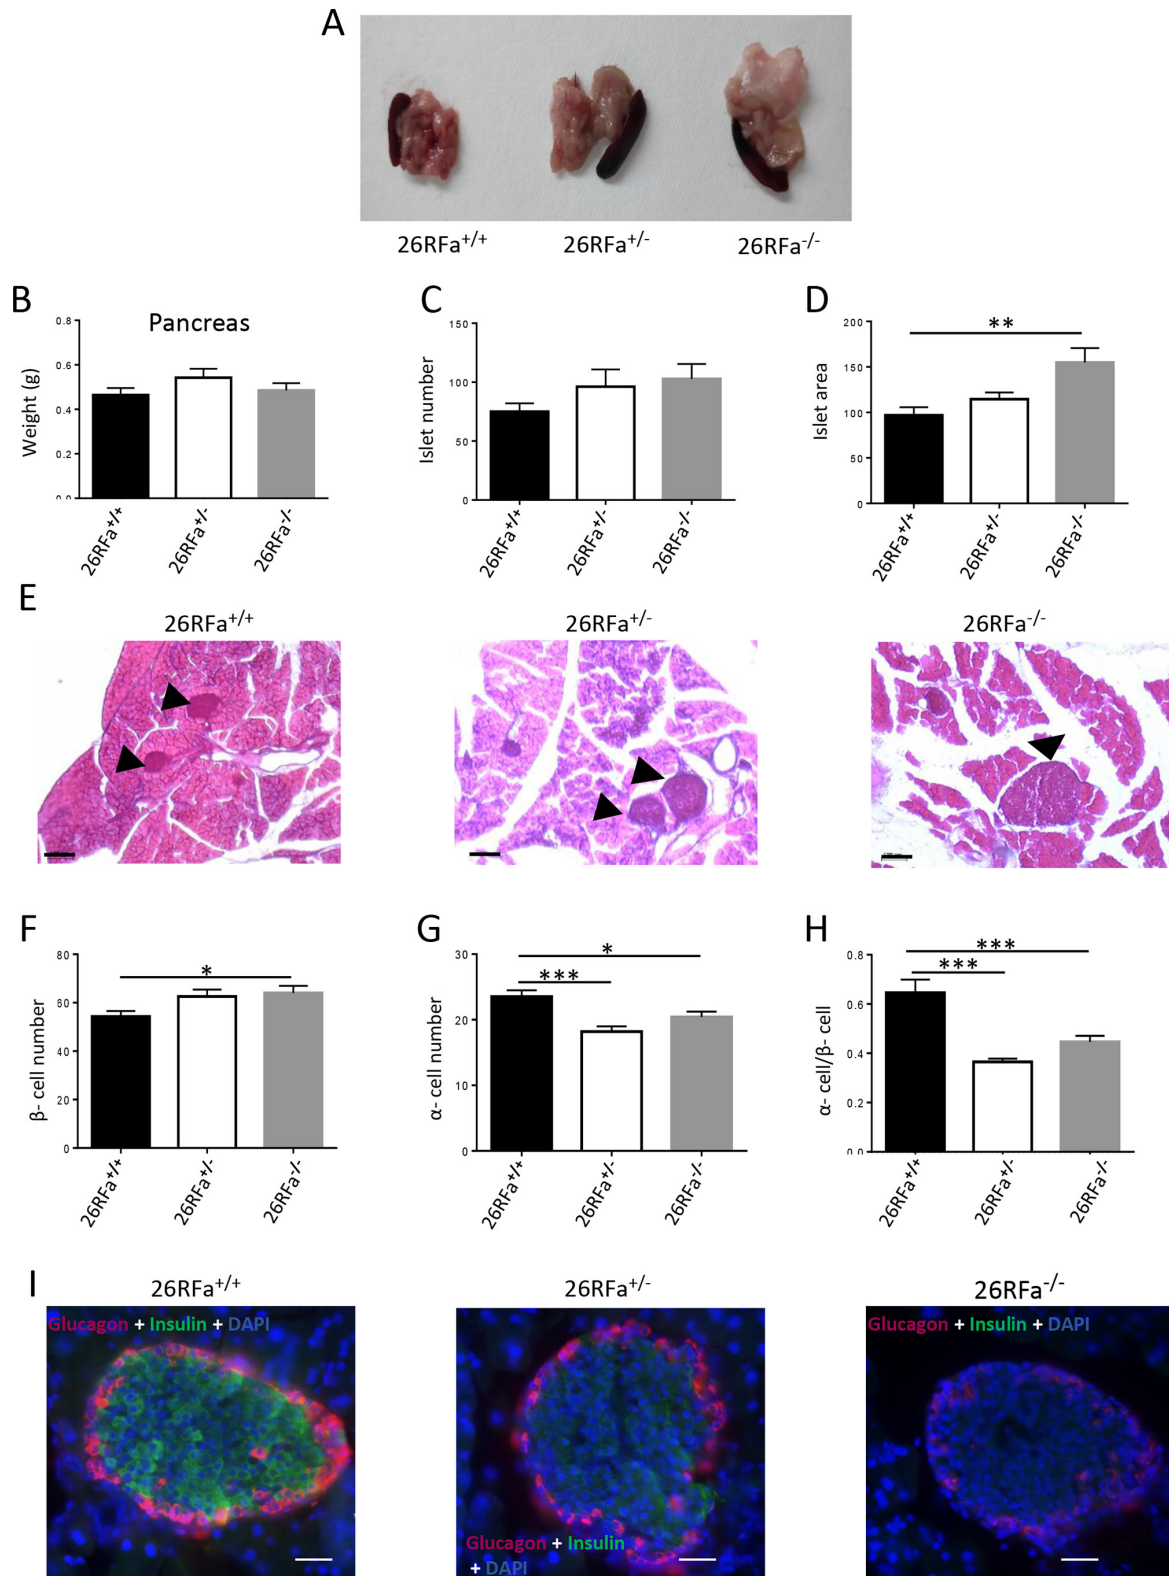 A
26RFa+/+ 26RFa+/- 26RFa-/-
B
Pancreas
Weight (g)
0.8
0.6
0.4
0.2
0.0
26RFa+/+ 26RFa+/- 26RFa-/-
C
Islet number
150
100
50
0
26RFa+/+ 26RFa+/- 26RFa-/-
D
Islet area
200
150
100
50
0
**
26RFa+/+ 26RFa+/- 26RFa-/-
E
26RFa+/+ 26RFa+/- 26RFa-/-
F
β- cell number
80
60
40
20
0
*
26RFa+/+ 26RFa+/- 26RFa-/-
G
α- cell number
30
20
10
0
*
***
26RFa+/+ 26RFa+/- 26RFa-/-
H
α- cell/β- cell
0.8
0.6
0.4
0.2
0.0
***
***
26RFa+/+ 26RFa+/- 26RFa-/-
I
26RFa+/+ 26RFa+/- 26RFa-/-
Glucagon + Insulin + DAPI
Glucagon + Insulin
+ DAPI
Glucagon + Insulin + DAPI